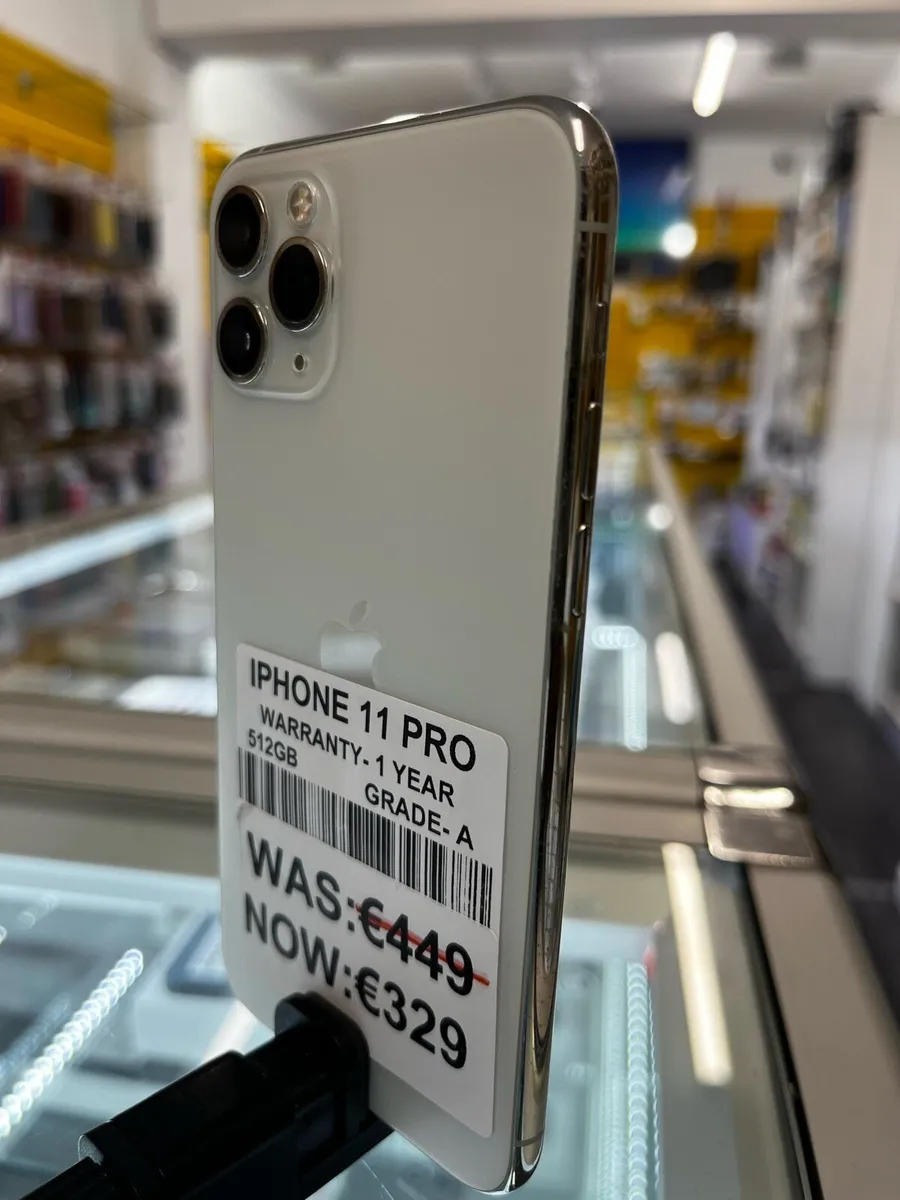 IPHONE 11 PRO
WARRANTY- 1 YEAR
512GB
GRADE- A
WAS:€449
NOW:€329